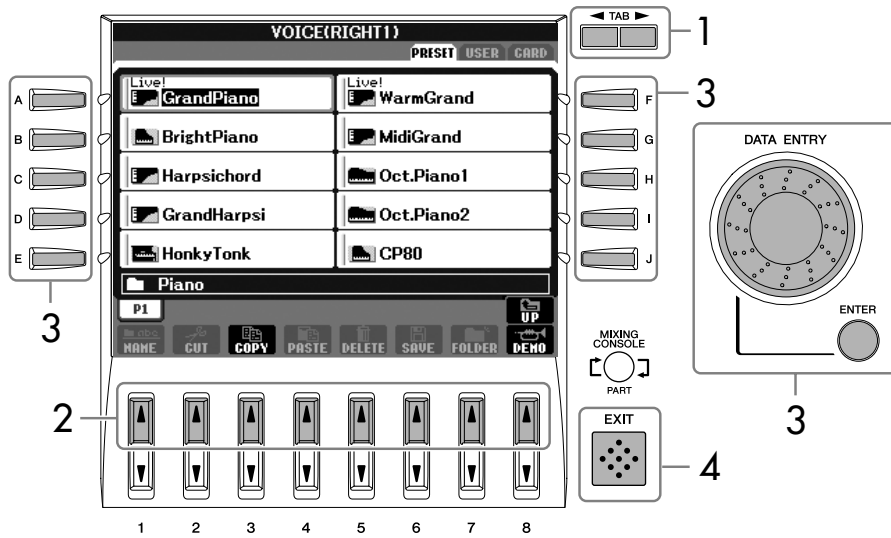 VOICE(RIGHT1)
◄ TAB ►
1
PRESET USER CARD
A
Live!
GrandPiano
Live!
WarmGrand
F
3
B
BrightPiano
MidiGrand
G
DATA ENTRY
C
Harpsichord
Oct.Piano1
H
D
GrandHarpsi
Oct.Piano2
I
E
HonkyTonk
CP80
J
3
Piano
P1
UP
ENTER
NAME CUT COPY PASTE DELETE SAVE FOLDER DEMO
abc
MIXING
CONSOLE
PART
3
2
EXIT
4
1 2 3 4 5 6 7 8